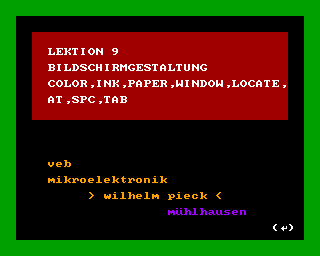 LEKTION 9
BILDSCHIRMGESTALTUNG
COLOR,INK,PAPER,WINDOW,LOCATE,
AT,SPC,TAB
veb
mikroelektronik
> wilhelm pieck <
mühlhausen
(↵)